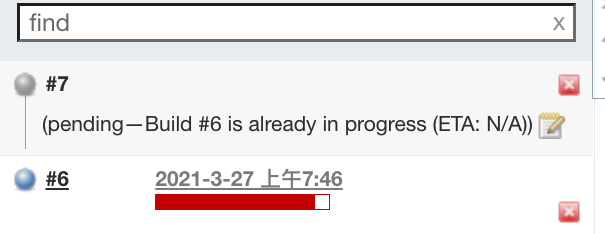 find x
#7
(pending—Build #6 is already in progress (ETA: N/A))
#6 2021-3-27 上午7:46